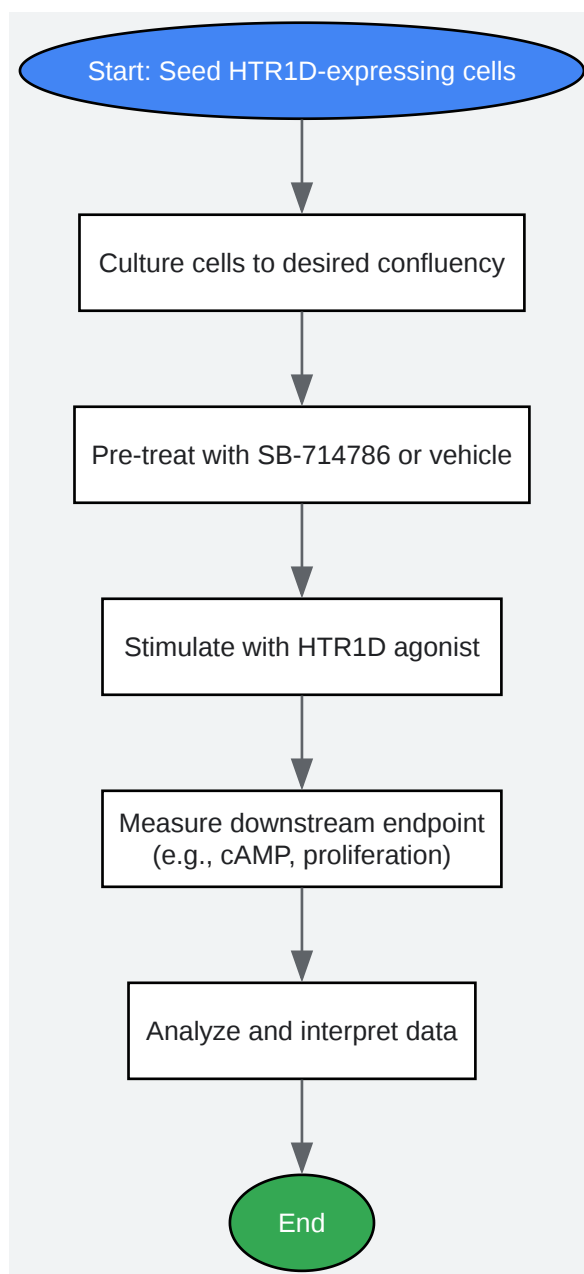 Start: Seed HTR1D-expressing cells
Culture cells to desired confluency
Pre-treat with SB-714786 or vehicle
Stimulate with HTR1D agonist
Measure downstream endpoint
(e.g., cAMP, proliferation)
Analyze and interpret data
End